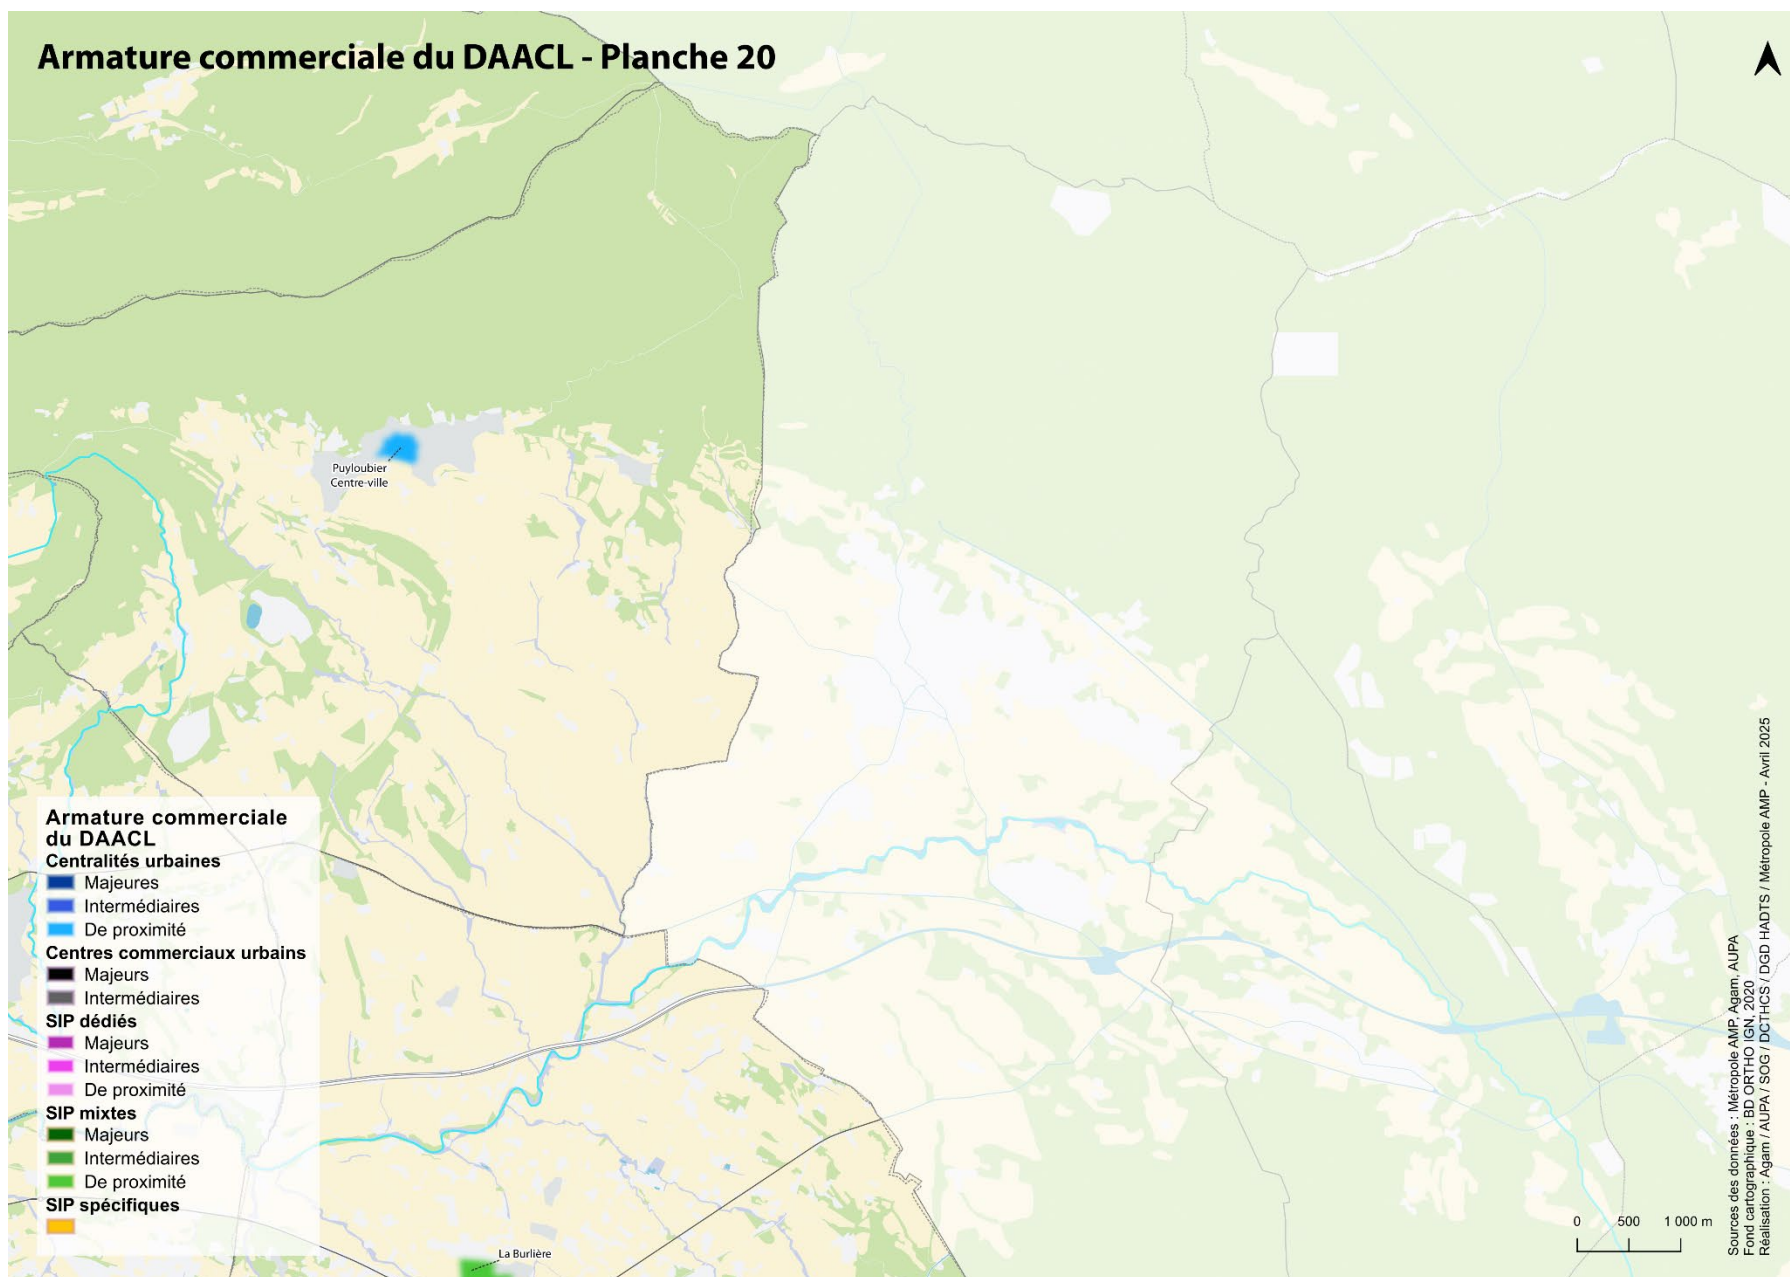 Armature commerciale du DAACL - Planche 20
Puyloubier
Centre-ville
Armature commerciale
du DAACL
Centralités urbaines
Majeures
Intermédiaires
De proximité
Centres commerciaux urbains
Majeurs
Intermédiaires
SIP dédiés
Majeurs
Intermédiaires
De proximité
SIP mixtes
Majeurs
Intermédiaires
De proximité
SIP spécifiques
La Burlière
0 500 1 000 m
Sources des données : Métropole AMP, Agam, AUPA
Fond cartographique : BD ORTHO IGN, 2020
Réalisation : Agam / AUPA / SOG / DCTHCS / DGD HADTS / Métropole AMP - Avril 2025